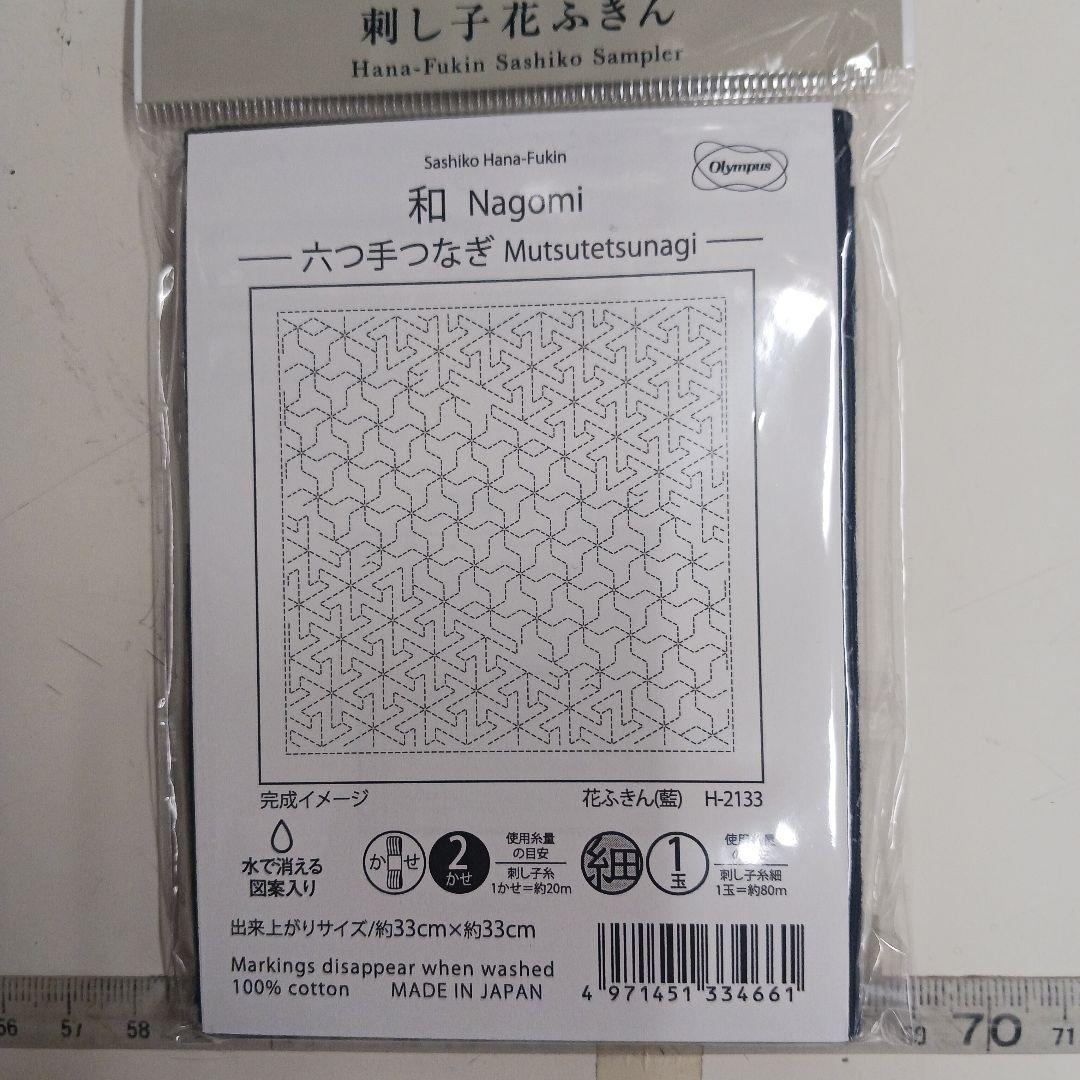 刺し子花ふきん
Hana-Fukin Sashiko Sampler
Sashiko Hana-Fukin
Olympus
和 Nagomi
六つ手つなぎ Mutsutetsunagi
完成イメージ
花ふきん(藍) H-2133
水で消える
図案入り
かせ
2
かせ
使用糸量
の目安
刺し子糸
1かせ=約20m
細
1
玉
使用糸量
の
刺し子糸細
1玉=約80m
出来上がりサイズ/約33cm×約33cm
Markings disappear when washed
100% cotton MADE IN JAPAN
4 971451 334661
56 57 58 70 71